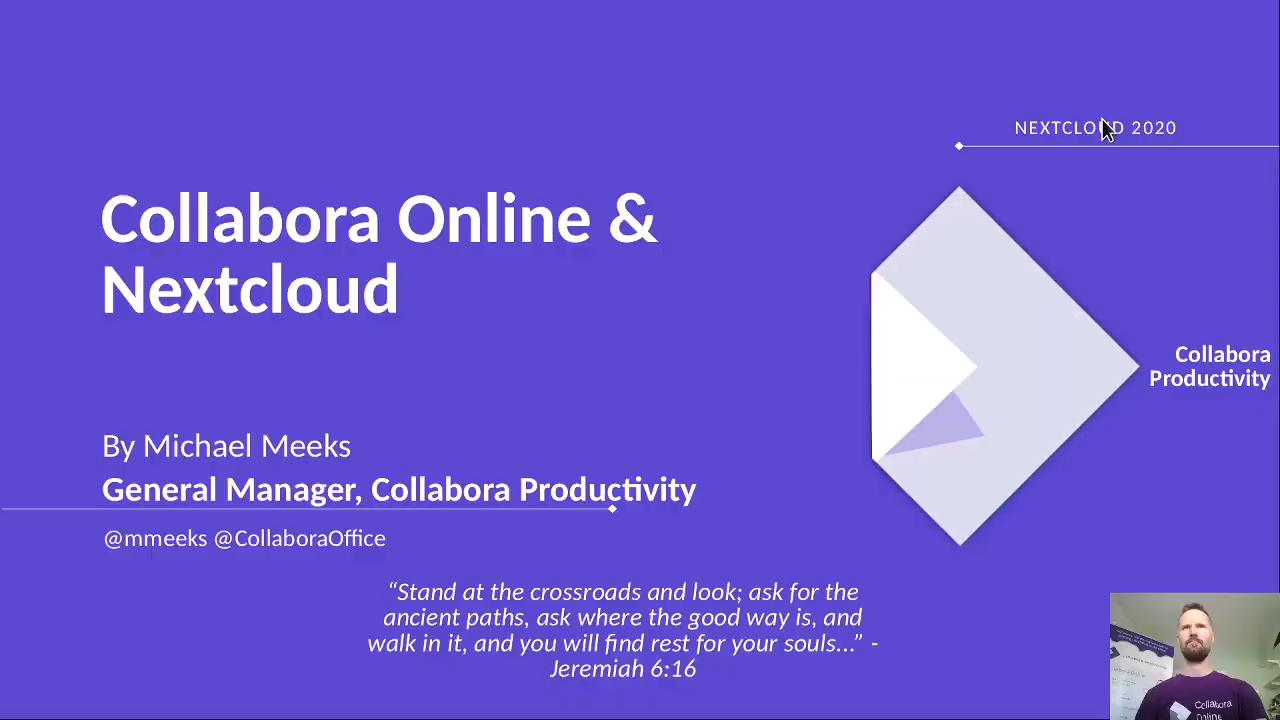 NEXTCLOUD 2020
Collabora Online &
Nextcloud
Collabora
Productivity
By Michael Meeks
General Manager, Collabora Productivity
@mmeeks @CollaboraOffice
“Stand at the crossroads and look; ask for the
ancient paths, ask where the good way is, and
walk in it, and you will find rest for your souls...” -
Jeremiah 6:16
Collabora
Online